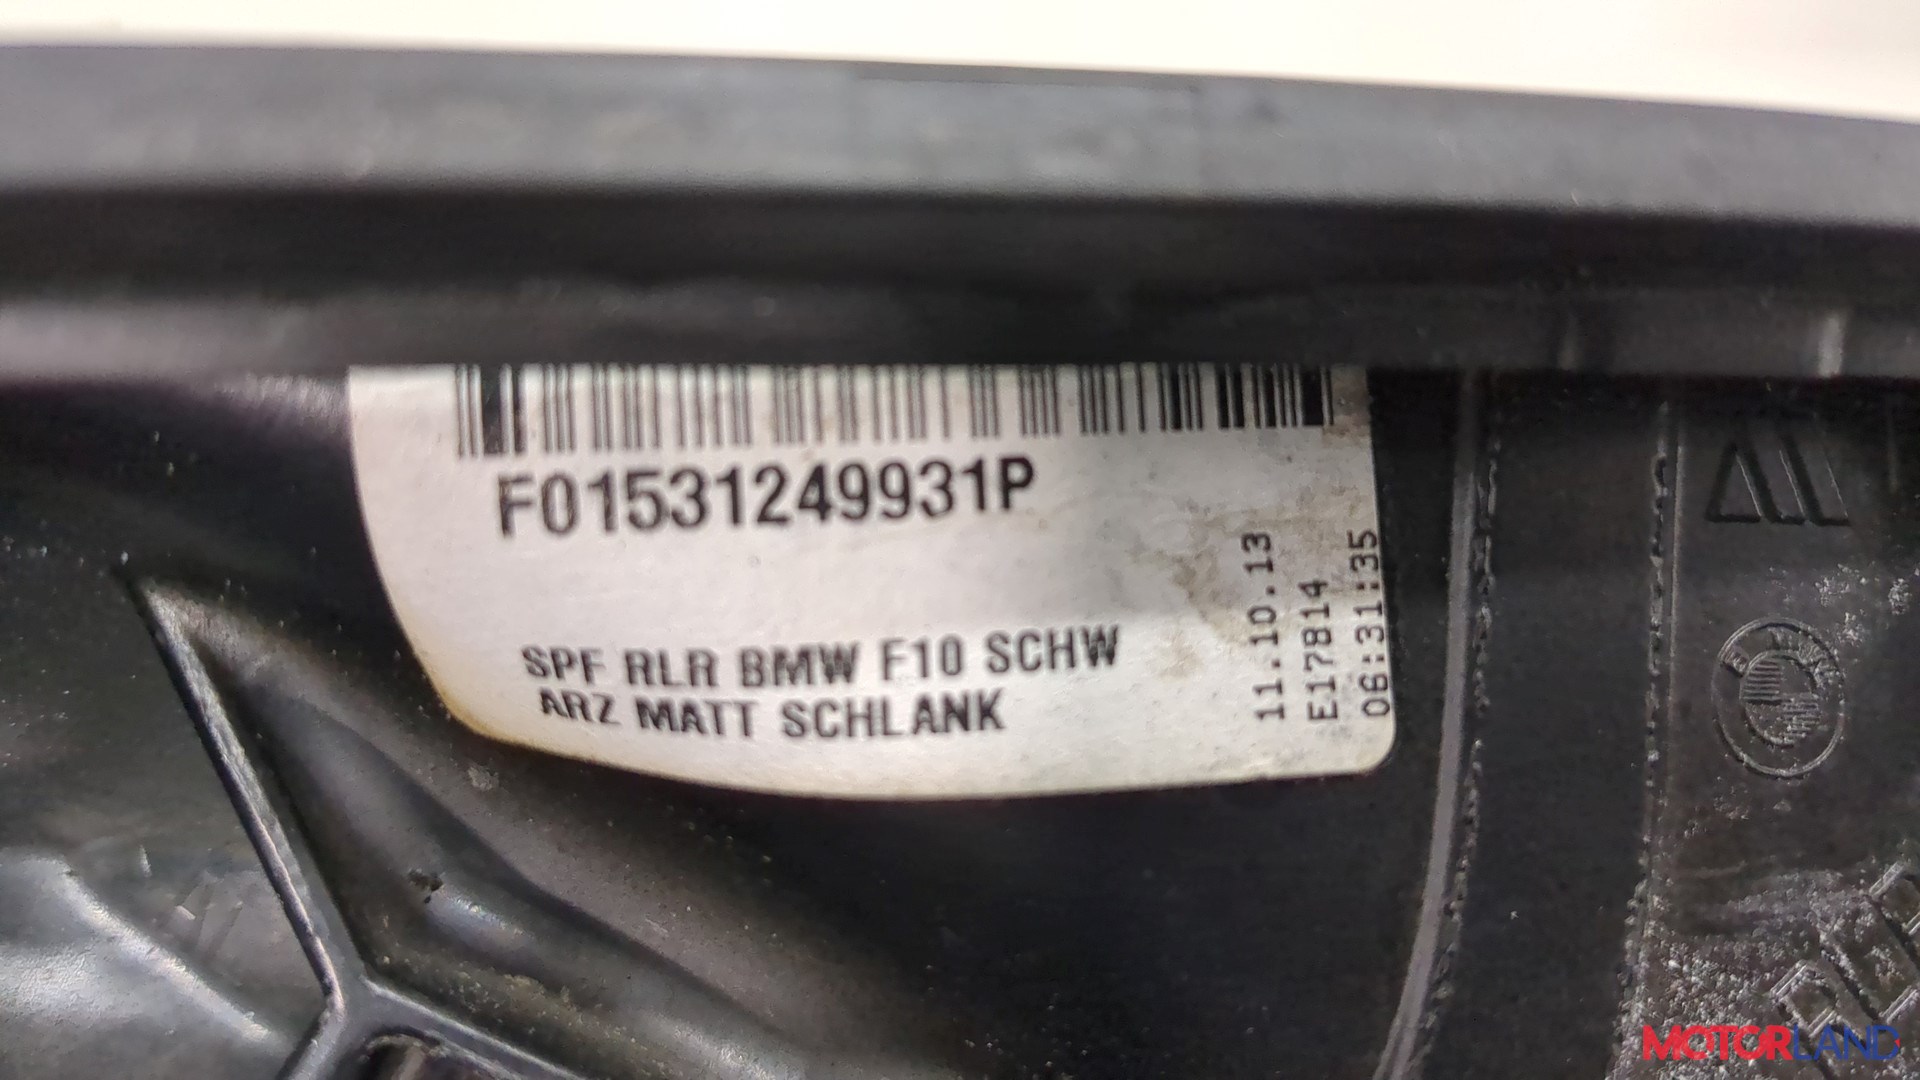 F01531249931P
SPF RLR BMW F10 SCHW
ARZ MATT SCHLANK
11.10.13
E17814
06:31:35
MOTORLAND